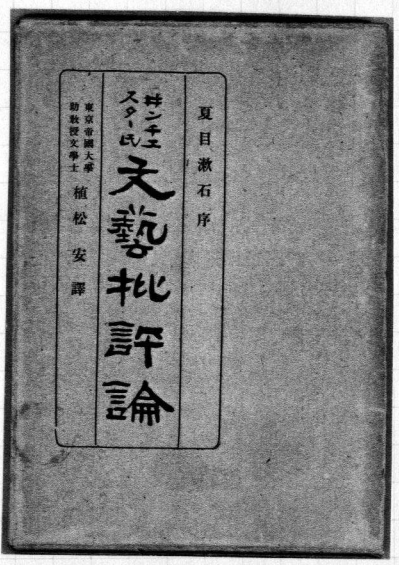 夏目漱石序
井ンチエスター氏
文藝批評論
東京帝國大學
助教授文學士
植松安譯